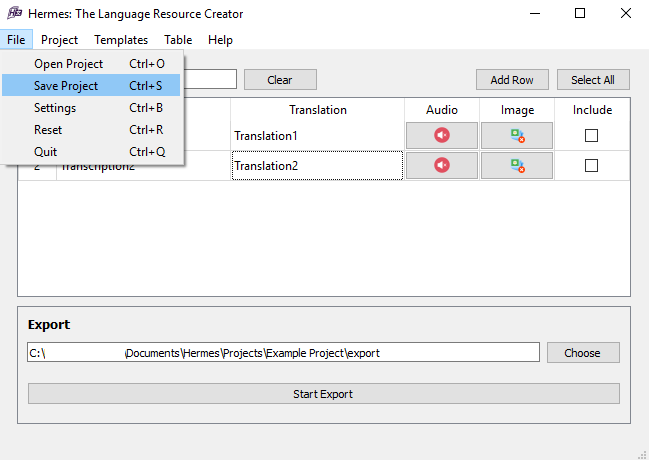 Hermes: The Language Resource Creator
File Project Templates Table Help
Open Project Ctrl+O
Save Project Ctrl+S
Settings Ctrl+B
Reset Ctrl+R
Quit Ctrl+Q
Clear Add Row Select All
Translation Audio Image Include
Translation1
2 Transcription2 Translation2
Export
C:\ \Documents\Hermes\Projects\Example Project\export Choose
Start Export